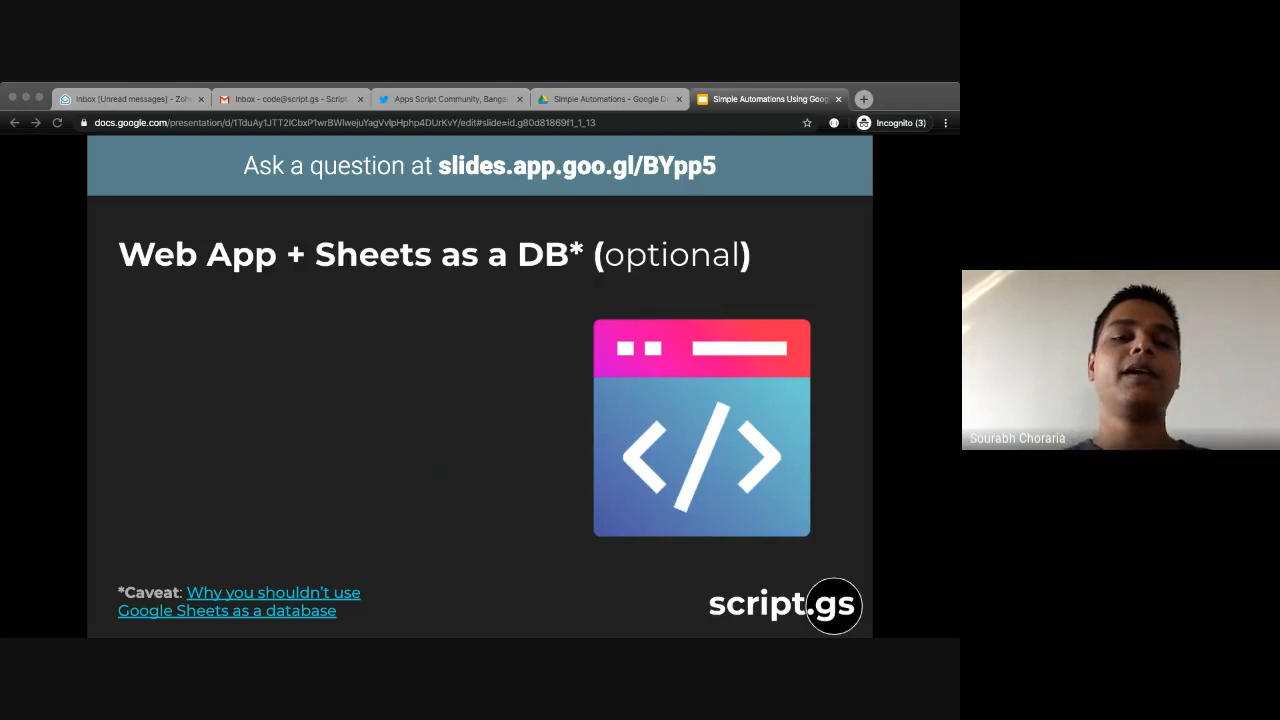 Inbox (Unread messages) - Zoh
Inbox - code@script.gs - Script
Apps Script Community, Banga
Simple Automations - Google D
Simple Automations Using Goog
docs.google.com/presentation/d/1TduAy1JTT2ICbxP1wrBWlwejuYagVvlpHphp4DUrKvY/edit#slide=id.g80d81869f1_1_13
Incognito (3)
Ask a question at slides.app.goo.gl/BYpp5
Web App + Sheets as a DB* (optional)
</>
Sourabh Choraria
*Caveat: Why you shouldn't use
Google Sheets as a database
script.gs